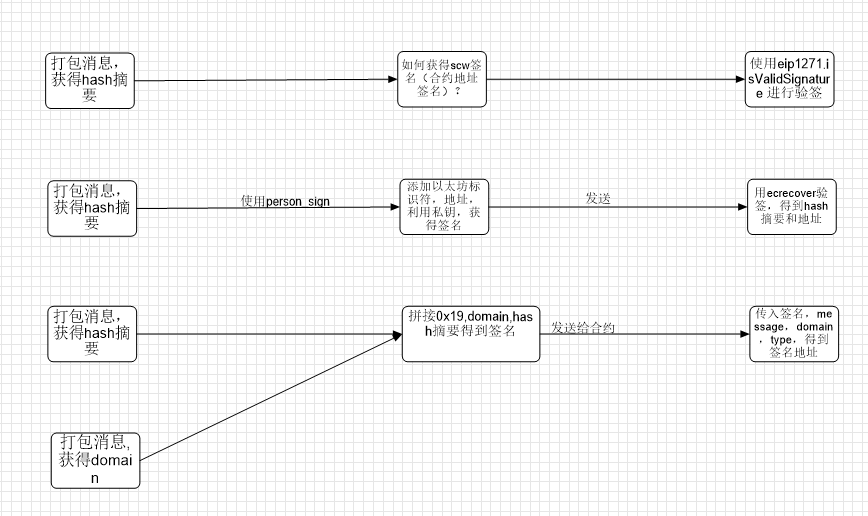 打包消息，
获得hash摘
要
如何获得scw签
名（合约地址
签名）？
使用eip1271.i
sValidSignatur
e 进行验签
打包消息，
获得hash摘
要
使用person_sign
添加以太坊标
识符，地址，
利用私钥，获
得签名
发送
用ecrecover验
签，得到hash
摘要和地址
打包消息，
获得hash摘
要
拼接0x19,domain,has
h摘要得到签名
发送给合约
传入签名，me
ssage，domain
，type，得到
签名地址
打包消息,
获得domai
n